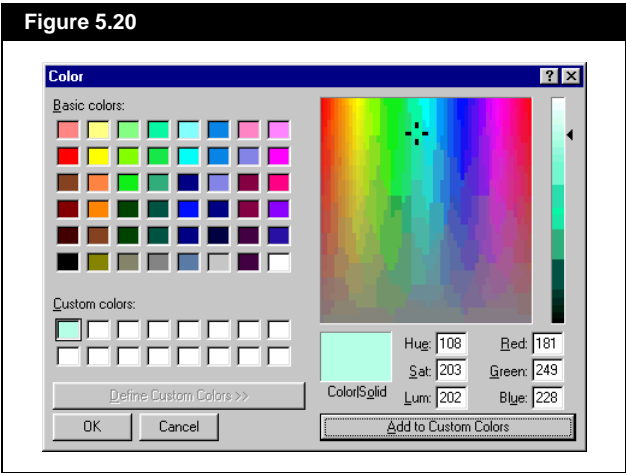 Figure 5.20
Color
Basic colors:
Custom colors:
Define Custom Colors >>
OK
Cancel
Color|Solid
Hue: 108
Sat: 203
Lum: 202
Red: 181
Green: 249
Blue: 228
Add to Custom Colors